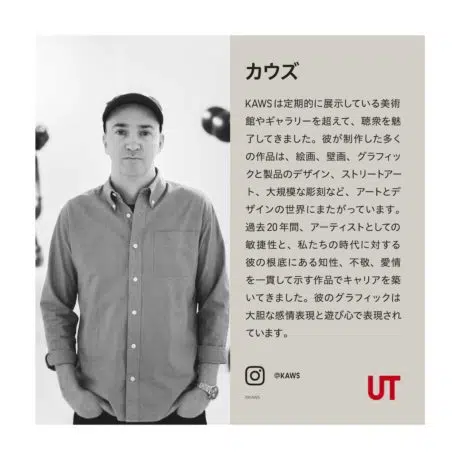 カウズ
KAWSは定期的に展示している美術
館やギャラリーを超えて、聴衆を魅
了してきました。彼が制作した多く
の作品は、絵画、壁画、グラフィッ
クと製品のデザイン、ストリートアー
ト、大規模な彫刻など、アートとデ
ザインの世界にまたがっています。
過去20年間、アーティストとしての
敏捷性と、私たちの時代に対する
彼の根底にある知性、不敬、愛情
を一貫して示す作品でキャリアを築
いてきました。彼のグラフィックは
大胆な感情表現と遊び心で表現され
ています。
@KAWS
UT